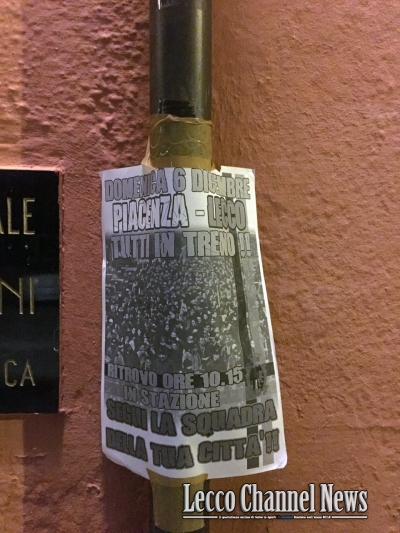 DOMENICA 6 DICEMBRE
PIACENZA - LECCO
TUTTI IN TRENO !!
RITROVO ORE 10.15
IN STAZIONE
SEGUI LA SQUADRA
DELLA TUA CITTÀ !!
ALE
NI
CA
Lecco Channel News